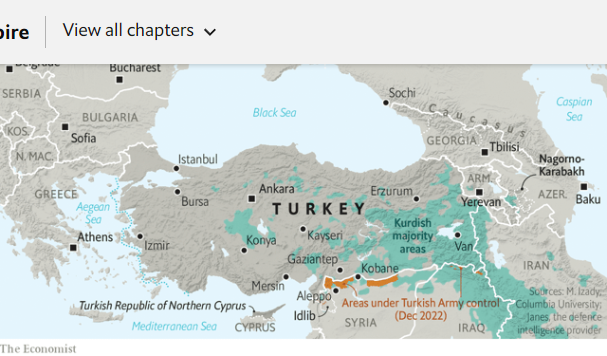 ire
View all chapters
Belgrade
Bucharest
SERBIA
BULGARIA
KOS.
Sofia
N. MAC.
GREECE
Aegean
Sea
Athens
Black Sea
Sochi
Caucasus
GEORGIA
Tbilisi
Caspian
Sea
Nagorno-
Karabakh
ARM.
Yerevan
AZER.
Baku
Istanbul
Bursa
Ankara
Erzurum
TURKEY
Izmir
Konya
Kayseri
Kurdish
majority
areas
Van
Gaziantep
Kobane
IRAN
Mersin
Aleppo
Idlib
Areas under Turkish Army control
(Dec 2022)
Turkish Republic of Northern Cyprus
Mediterranean Sea
CYPRUS
SYRIA
IRAQ
Sources: M. Izady,
Columbia University;
Janes, the defence
intelligence provider
The Economist